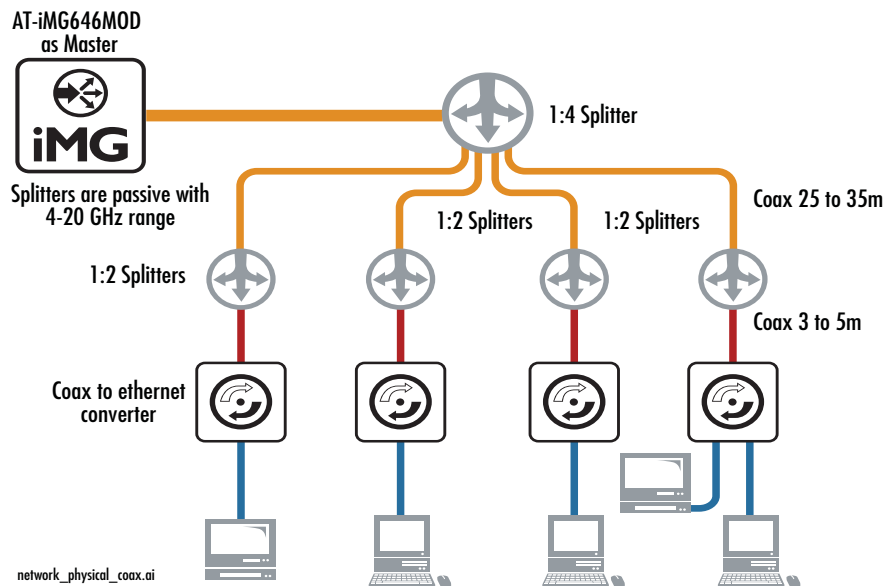 AT-iMG646MOD
as Master
iMG
Splitters are passive with
4-20 GHz range
1:4 Splitter
Coax 25 to 35m
1:2 Splitters
1:2 Splitters
1:2 Splitters
Coax 3 to 5m
Coax to ethernet
converter
network_physical_coax.ai